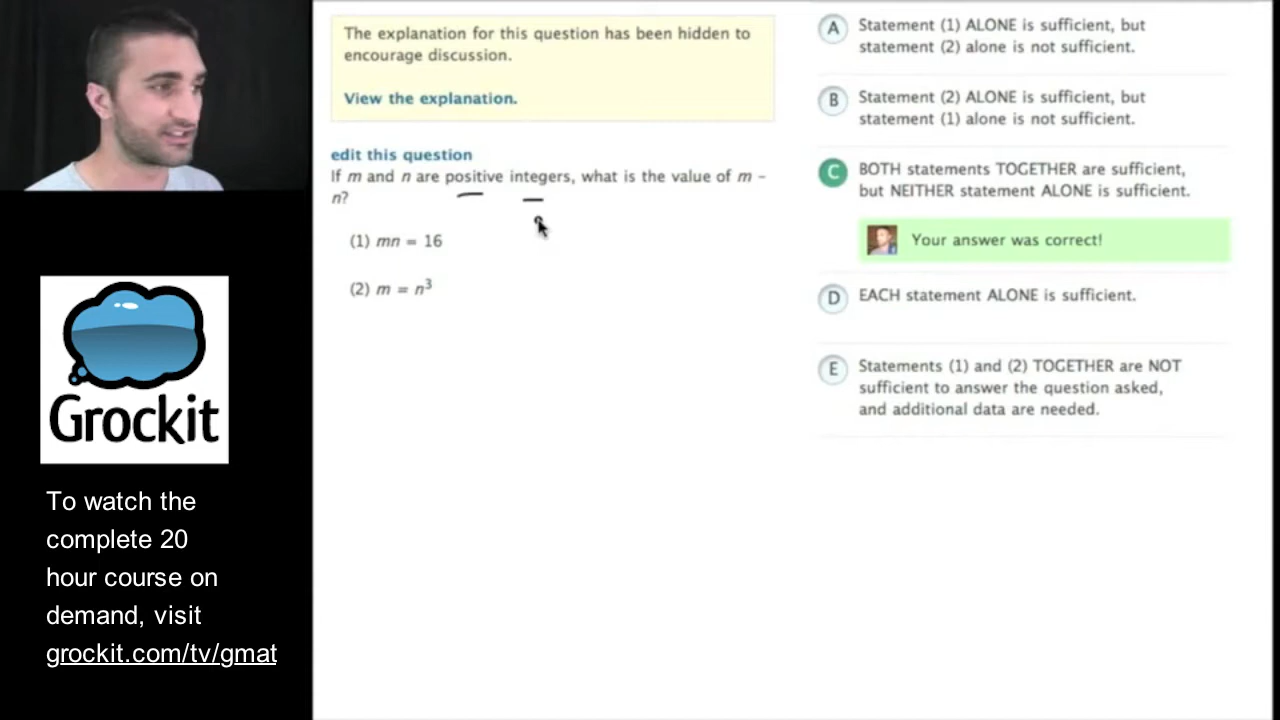 The explanation for this question has been hidden to
encourage discussion.
View the explanation.
edit this question
If m and n are positive integers, what is the value of m –
n?
(1) mn = 16
(2) m = n³
A Statement (1) ALONE is sufficient, but
statement (2) alone is not sufficient.
B Statement (2) ALONE is sufficient, but
statement (1) alone is not sufficient.
C BOTH statements TOGETHER are sufficient,
but NEITHER statement ALONE is sufficient.
Your answer was correct!
D EACH statement ALONE is sufficient.
E Statements (1) and (2) TOGETHER are NOT
sufficient to answer the question asked,
and additional data are needed.
Grockit
To watch the
complete 20
hour course on
demand, visit
grockit.com/tv/gmat